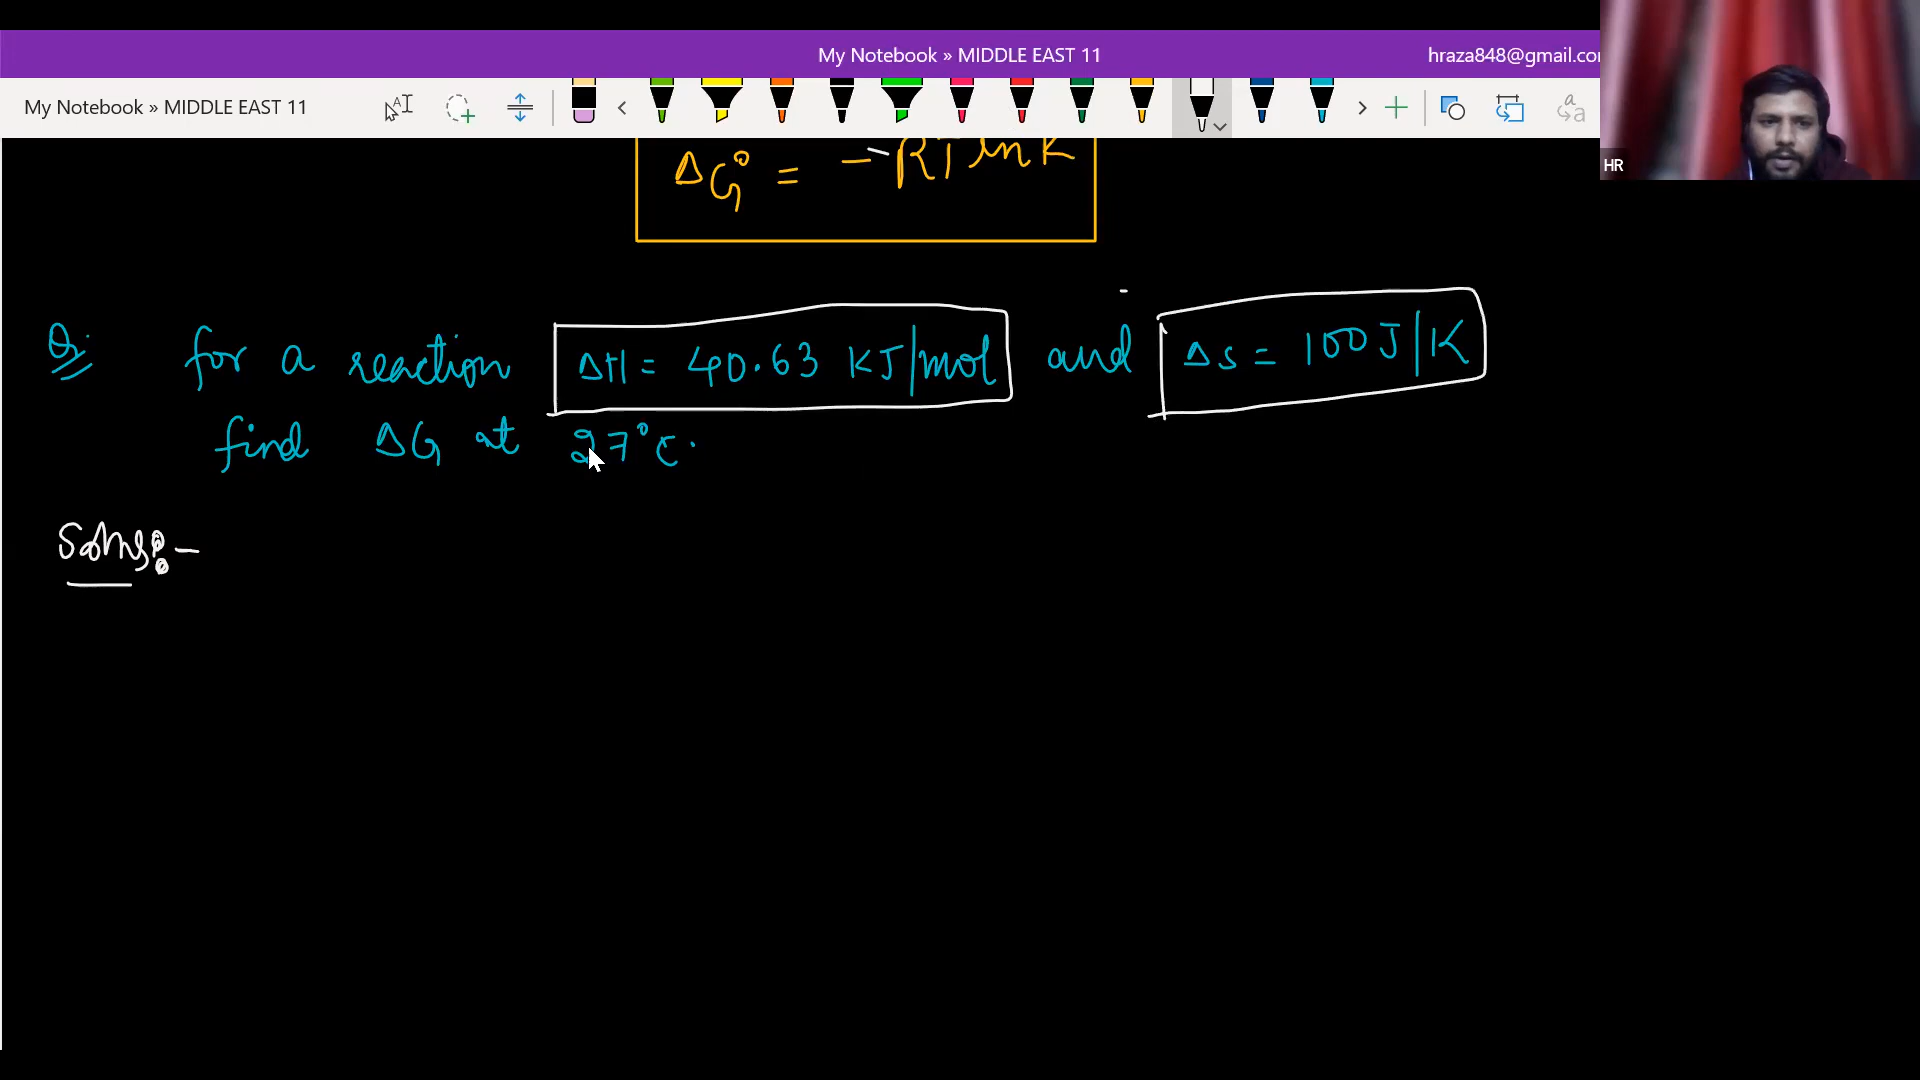 My Notebook » MIDDLE EAST 11
hraza848@gmail.co
My Notebook » MIDDLE EAST 11
HR
ΔG° = -RT ln K
Q: for a reaction ΔH = 40.63 KJ/mol and ΔS = 100 J/K
find ΔG at 27°C.
Solns:-